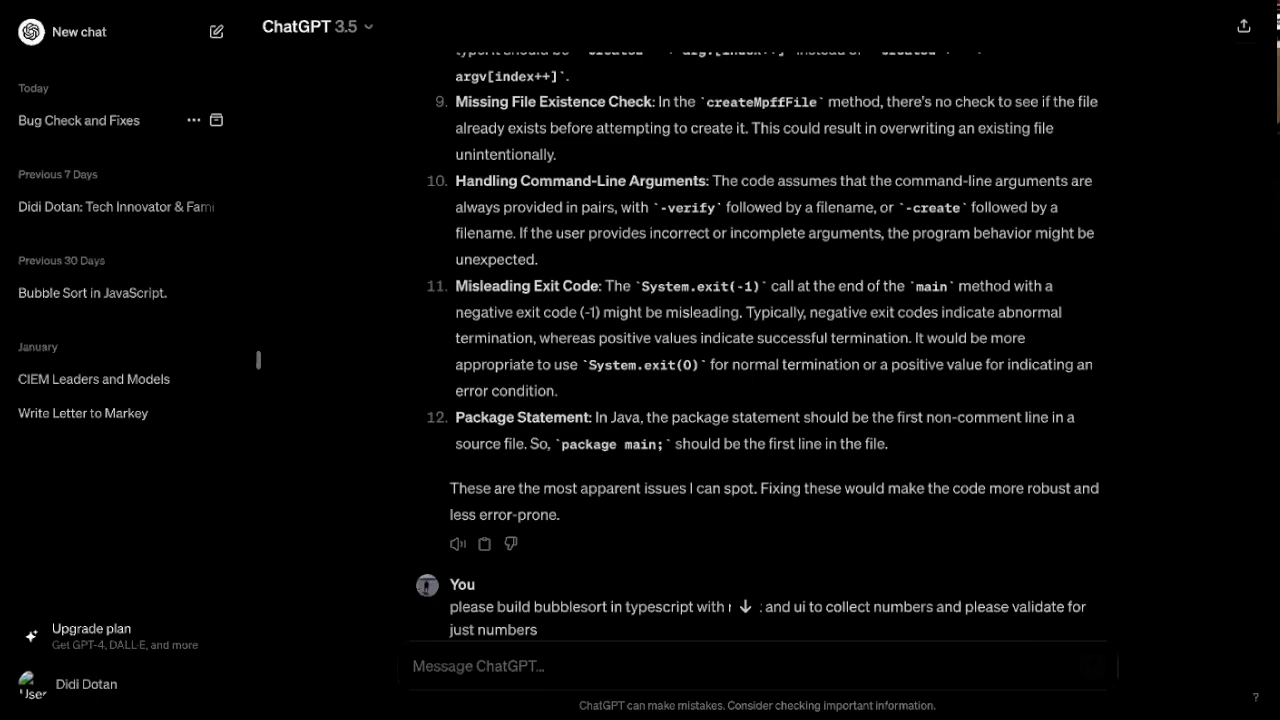 New chat
Today
Bug Check and Fixes
Previous 7 Days
Didi Dotan: Tech Innovator & Fami
Previous 30 Days
Bubble Sort in JavaScript.
January
CIEM Leaders and Models
Write Letter to Markey
Upgrade plan
Get GPT-4, DALL·E, and more
User
Didi Dotan
ChatGPT 3.5
argv[index++]`.
9. Missing File Existence Check: In the `createMpffFile` method, there's no check to see if the file
already exists before attempting to create it. This could result in overwriting an existing file
unintentionally.
10. Handling Command-Line Arguments: The code assumes that the command-line arguments are
always provided in pairs, with `-verify` followed by a filename, or `-create` followed by a
filename. If the user provides incorrect or incomplete arguments, the program behavior might be
unexpected.
11. Misleading Exit Code: The `System.exit(-1)` call at the end of the `main` method with a
negative exit code (-1) might be misleading. Typically, negative exit codes indicate abnormal
termination, whereas positive values indicate successful termination. It would be more
appropriate to use `System.exit(0)` for normal termination or a positive value for indicating an
error condition.
12. Package Statement: In Java, the package statement should be the first non-comment line in a
source file. So, `package main;` should be the first line in the file.
These are the most apparent issues I can spot. Fixing these would make the code more robust and
less error-prone.
You
please build bubblesort in typescript with and ui to collect numbers and please validate for
just numbers
Message ChatGPT...
ChatGPT can make mistakes. Consider checking important information.
?